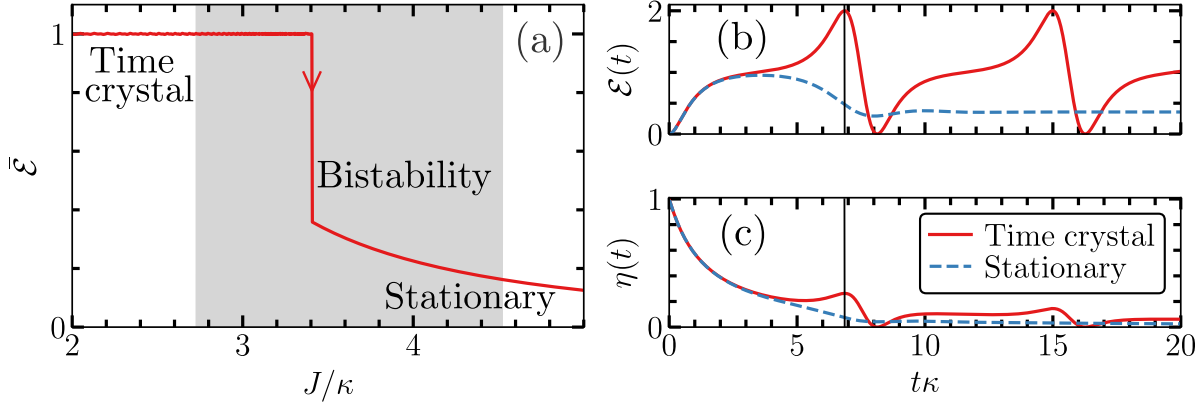 (a)
1
Time
crystal
Bistability
Stationary
0
2
3
4
J/κ
ℰ̄
(b)
2
0
ℰ(t)
(c)
1
0
η(t)
Time crystal
Stationary
0
5
10
15
20
tκ